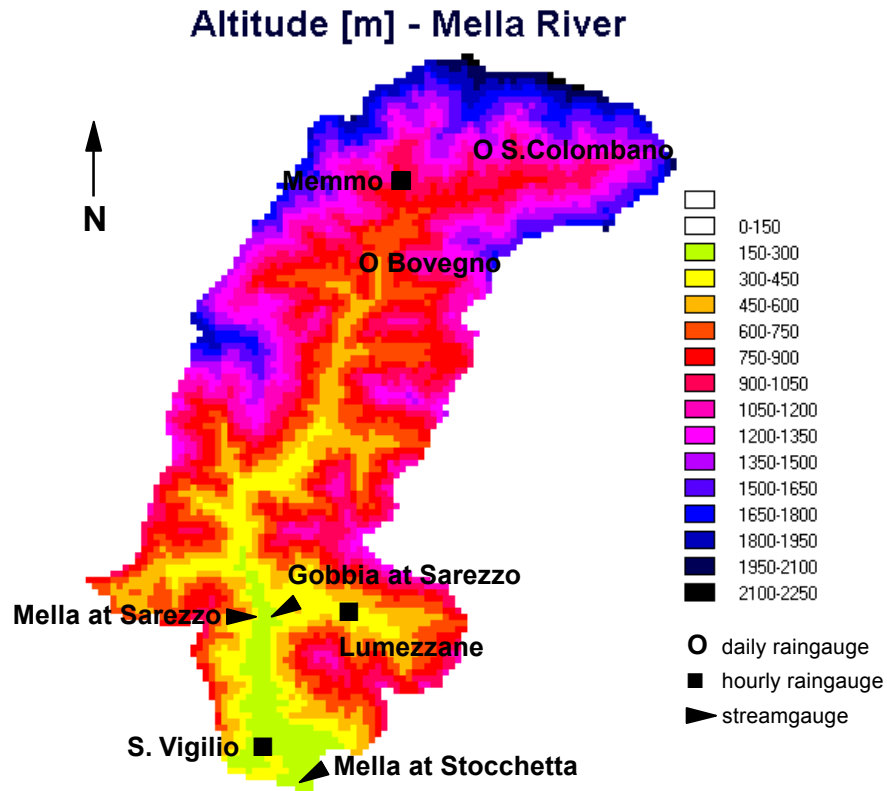 Altitude [m] - Mella River
O S.Colombano
Memmo
N
O Bovegno
0-150
150-300
300-450
450-600
600-750
750-900
900-1050
1050-1200
1200-1350
1350-1500
1500-1650
1650-1800
1800-1950
1950-2100
2100-2250
Gobbia at Sarezzo
Mella at Sarezzo
Lumezzane
O daily raingauge
hourly raingauge
streamgauge
S. Vigilio
Mella at Stocchetta